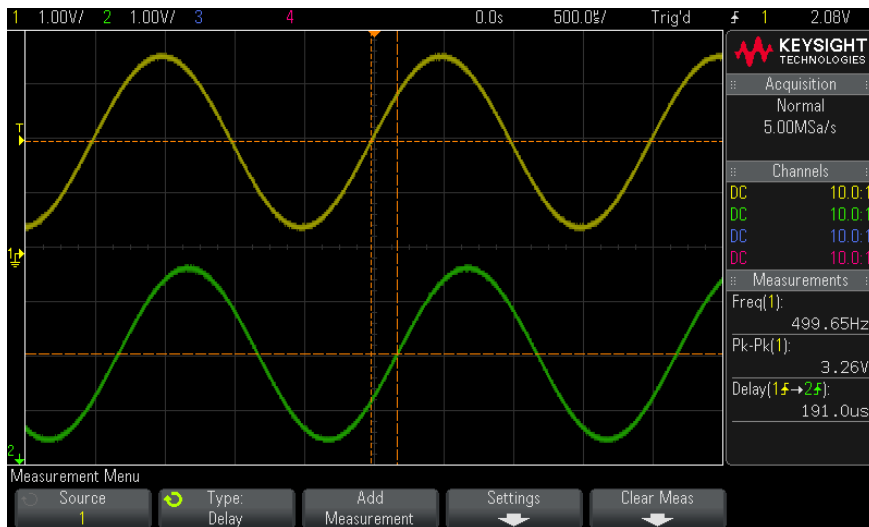 1 1.00V/ 2 1.00V/ 3 4 0.0s 500.0us/ Trig'd 1 2.08V
KEYSIGHT
TECHNOLOGIES
Acquisition
Normal
5.00MSa/s
Channels
DC 10.0:1
DC 10.0:1
DC 10.0:1
DC 10.0:1
Measurements
Freq(1):
499.65Hz
Pk-Pk(1):
3.26V
Delay(1→2):
191.0us
T
1
2
Measurement Menu
Source
1
Type:
Delay
Add
Measurement
Settings
Clear Meas